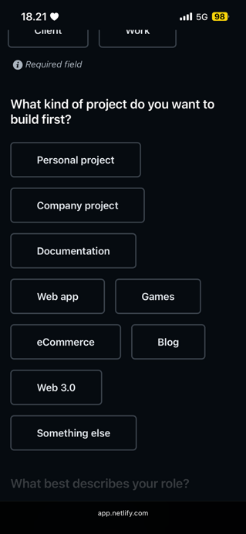 18.21
5G 98
Client Work
Required field
What kind of project do you want to
build first?
Personal project
Company project
Documentation
Web app Games
eCommerce Blog
Web 3.0
Something else
What best describes your role?
app.netlify.com